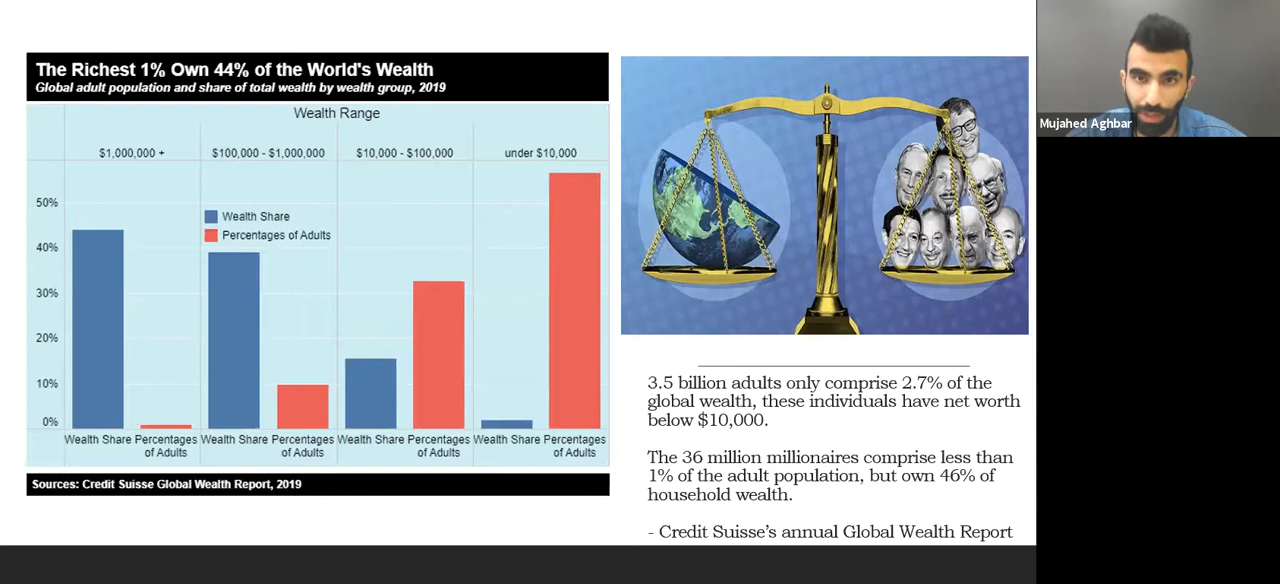 The Richest 1% Own 44% of the World's Wealth
Global adult population and share of total wealth by wealth group, 2019
Wealth Range
$1,000,000 +
$100,000 - $1,000,000
$10,000 - $100,000
under $10,000
50%
40%
30%
20%
10%
0%
Wealth Share
Percentages of Adults
Wealth Share Percentages of Adults
Wealth Share Percentages of Adults
Wealth Share Percentages of Adults
Wealth Share Percentages of Adults
Sources: Credit Suisse Global Wealth Report, 2019
3.5 billion adults only comprise 2.7% of the
global wealth, these individuals have net worth
below $10,000.
The 36 million millionaires comprise less than
1% of the adult population, but own 46% of
household wealth.
- Credit Suisse's annual Global Wealth Report
Mujahed Aghbar